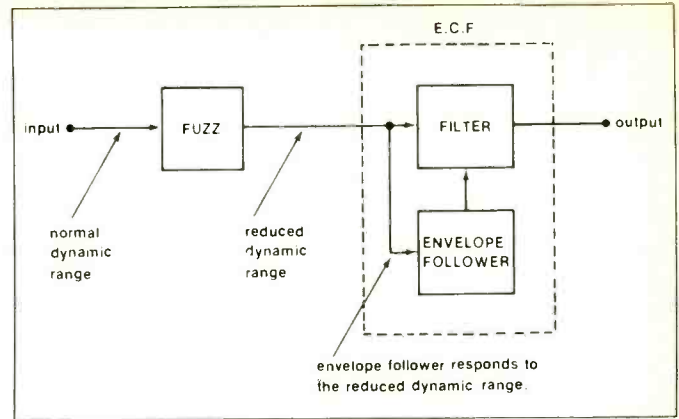 E.C.F
input
FUZZ
FILTER
output
normal
dynamic
range
reduced
dynamic
range
ENVELOPE
FOLLOWER
envelope follower responds to
the reduced dynamic range.